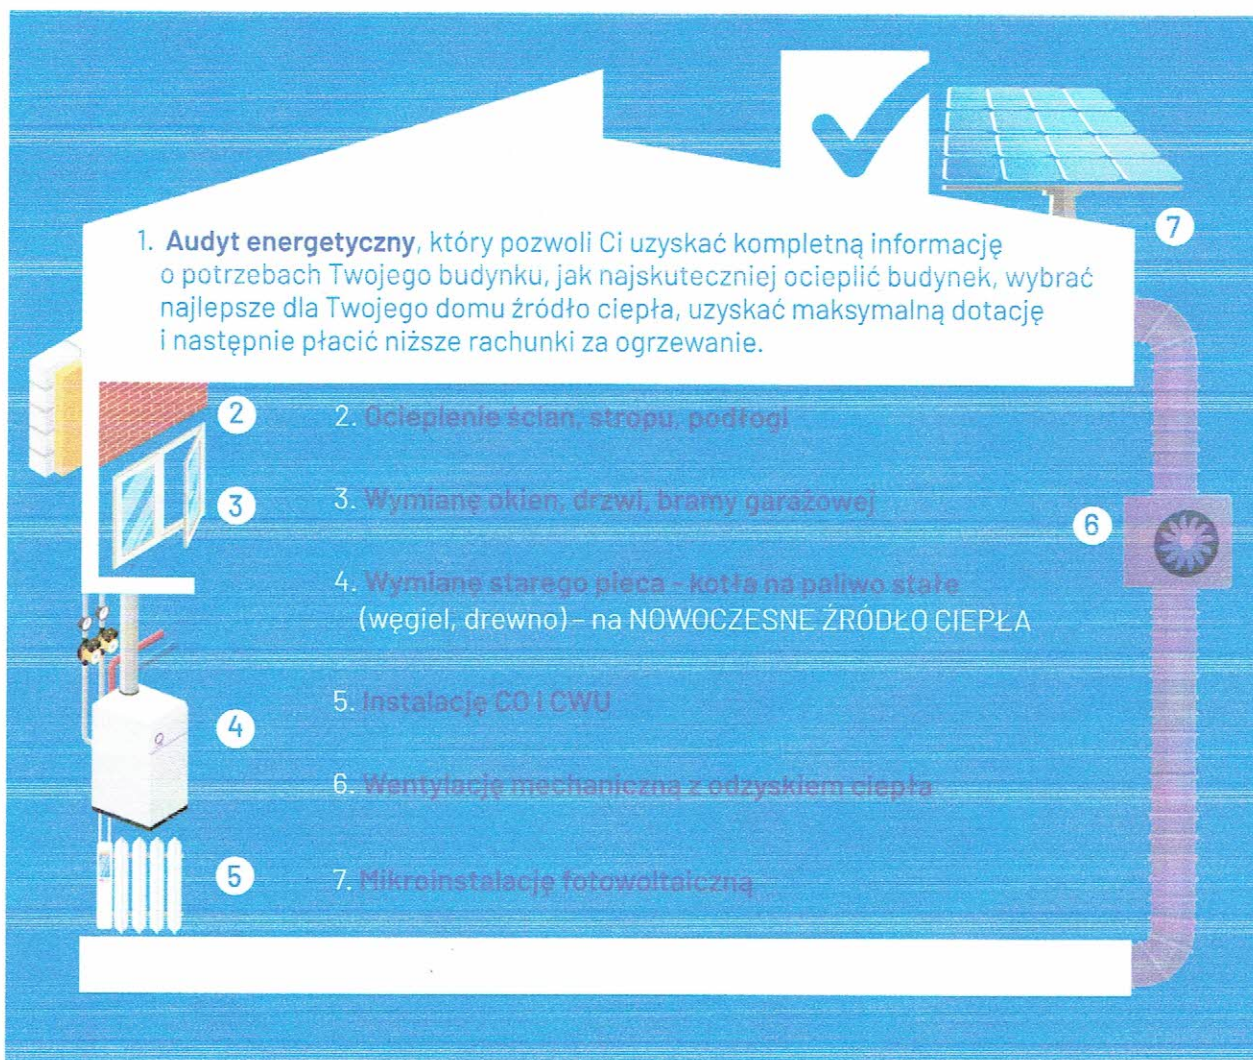 1. Audyt energetyczny, który pozwoli Ci uzyskać kompletną informację
o potrzebach Twojego budynku, jak najskuteczniej ocieplić budynek, wybrać
najlepsze dla Twojego domu źródło ciepła, uzyskać maksymalną dotację
i następnie płacić niższe rachunki za ogrzewanie.
7
2
2. Ocieplenie ścian, stropu, podłogi
3
3. Wymianę okien, drzwi, bramy garażowej
6
4. Wymianę starego pieca – kotła na paliwo stałe
(węgiel, drewno) – na NOWOCZESNE ŹRÓDŁO CIEPŁA
4
5. Instalację CO i CWU
6. Wentylację mechaniczną z odzyskiem ciepła
5
7. Mikroinstalację fotowoltaiczną